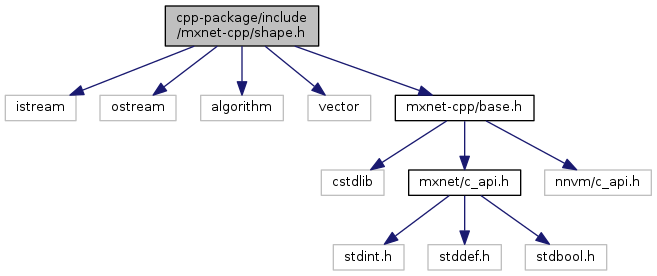 cpp-package/include
/mxnet-cpp/shape.h
istream
ostream
algorithm
vector
mxnet-cpp/base.h
cstdlib
mxnet/c_api.h
nnvm/c_api.h
stdint.h
stddef.h
stdbool.h